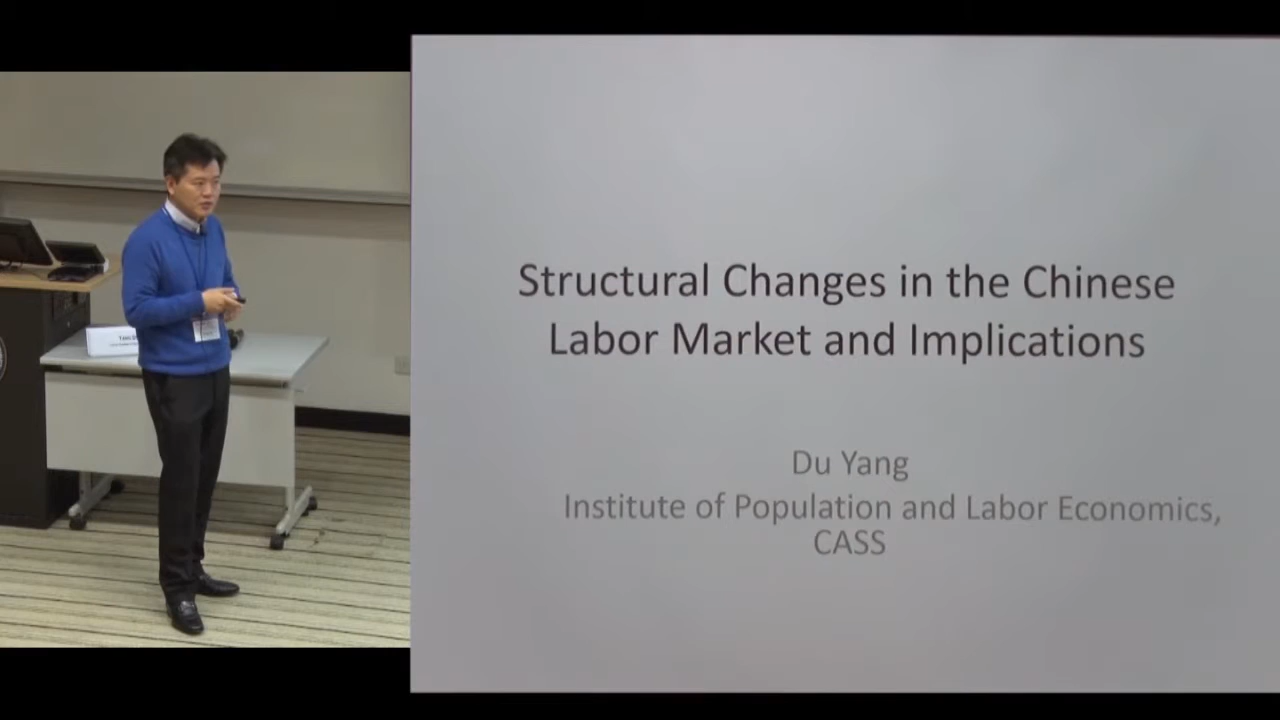 Structural Changes in the Chinese
Labor Market and Implications
Du Yang
Institute of Population and Labor Economics,
CASS